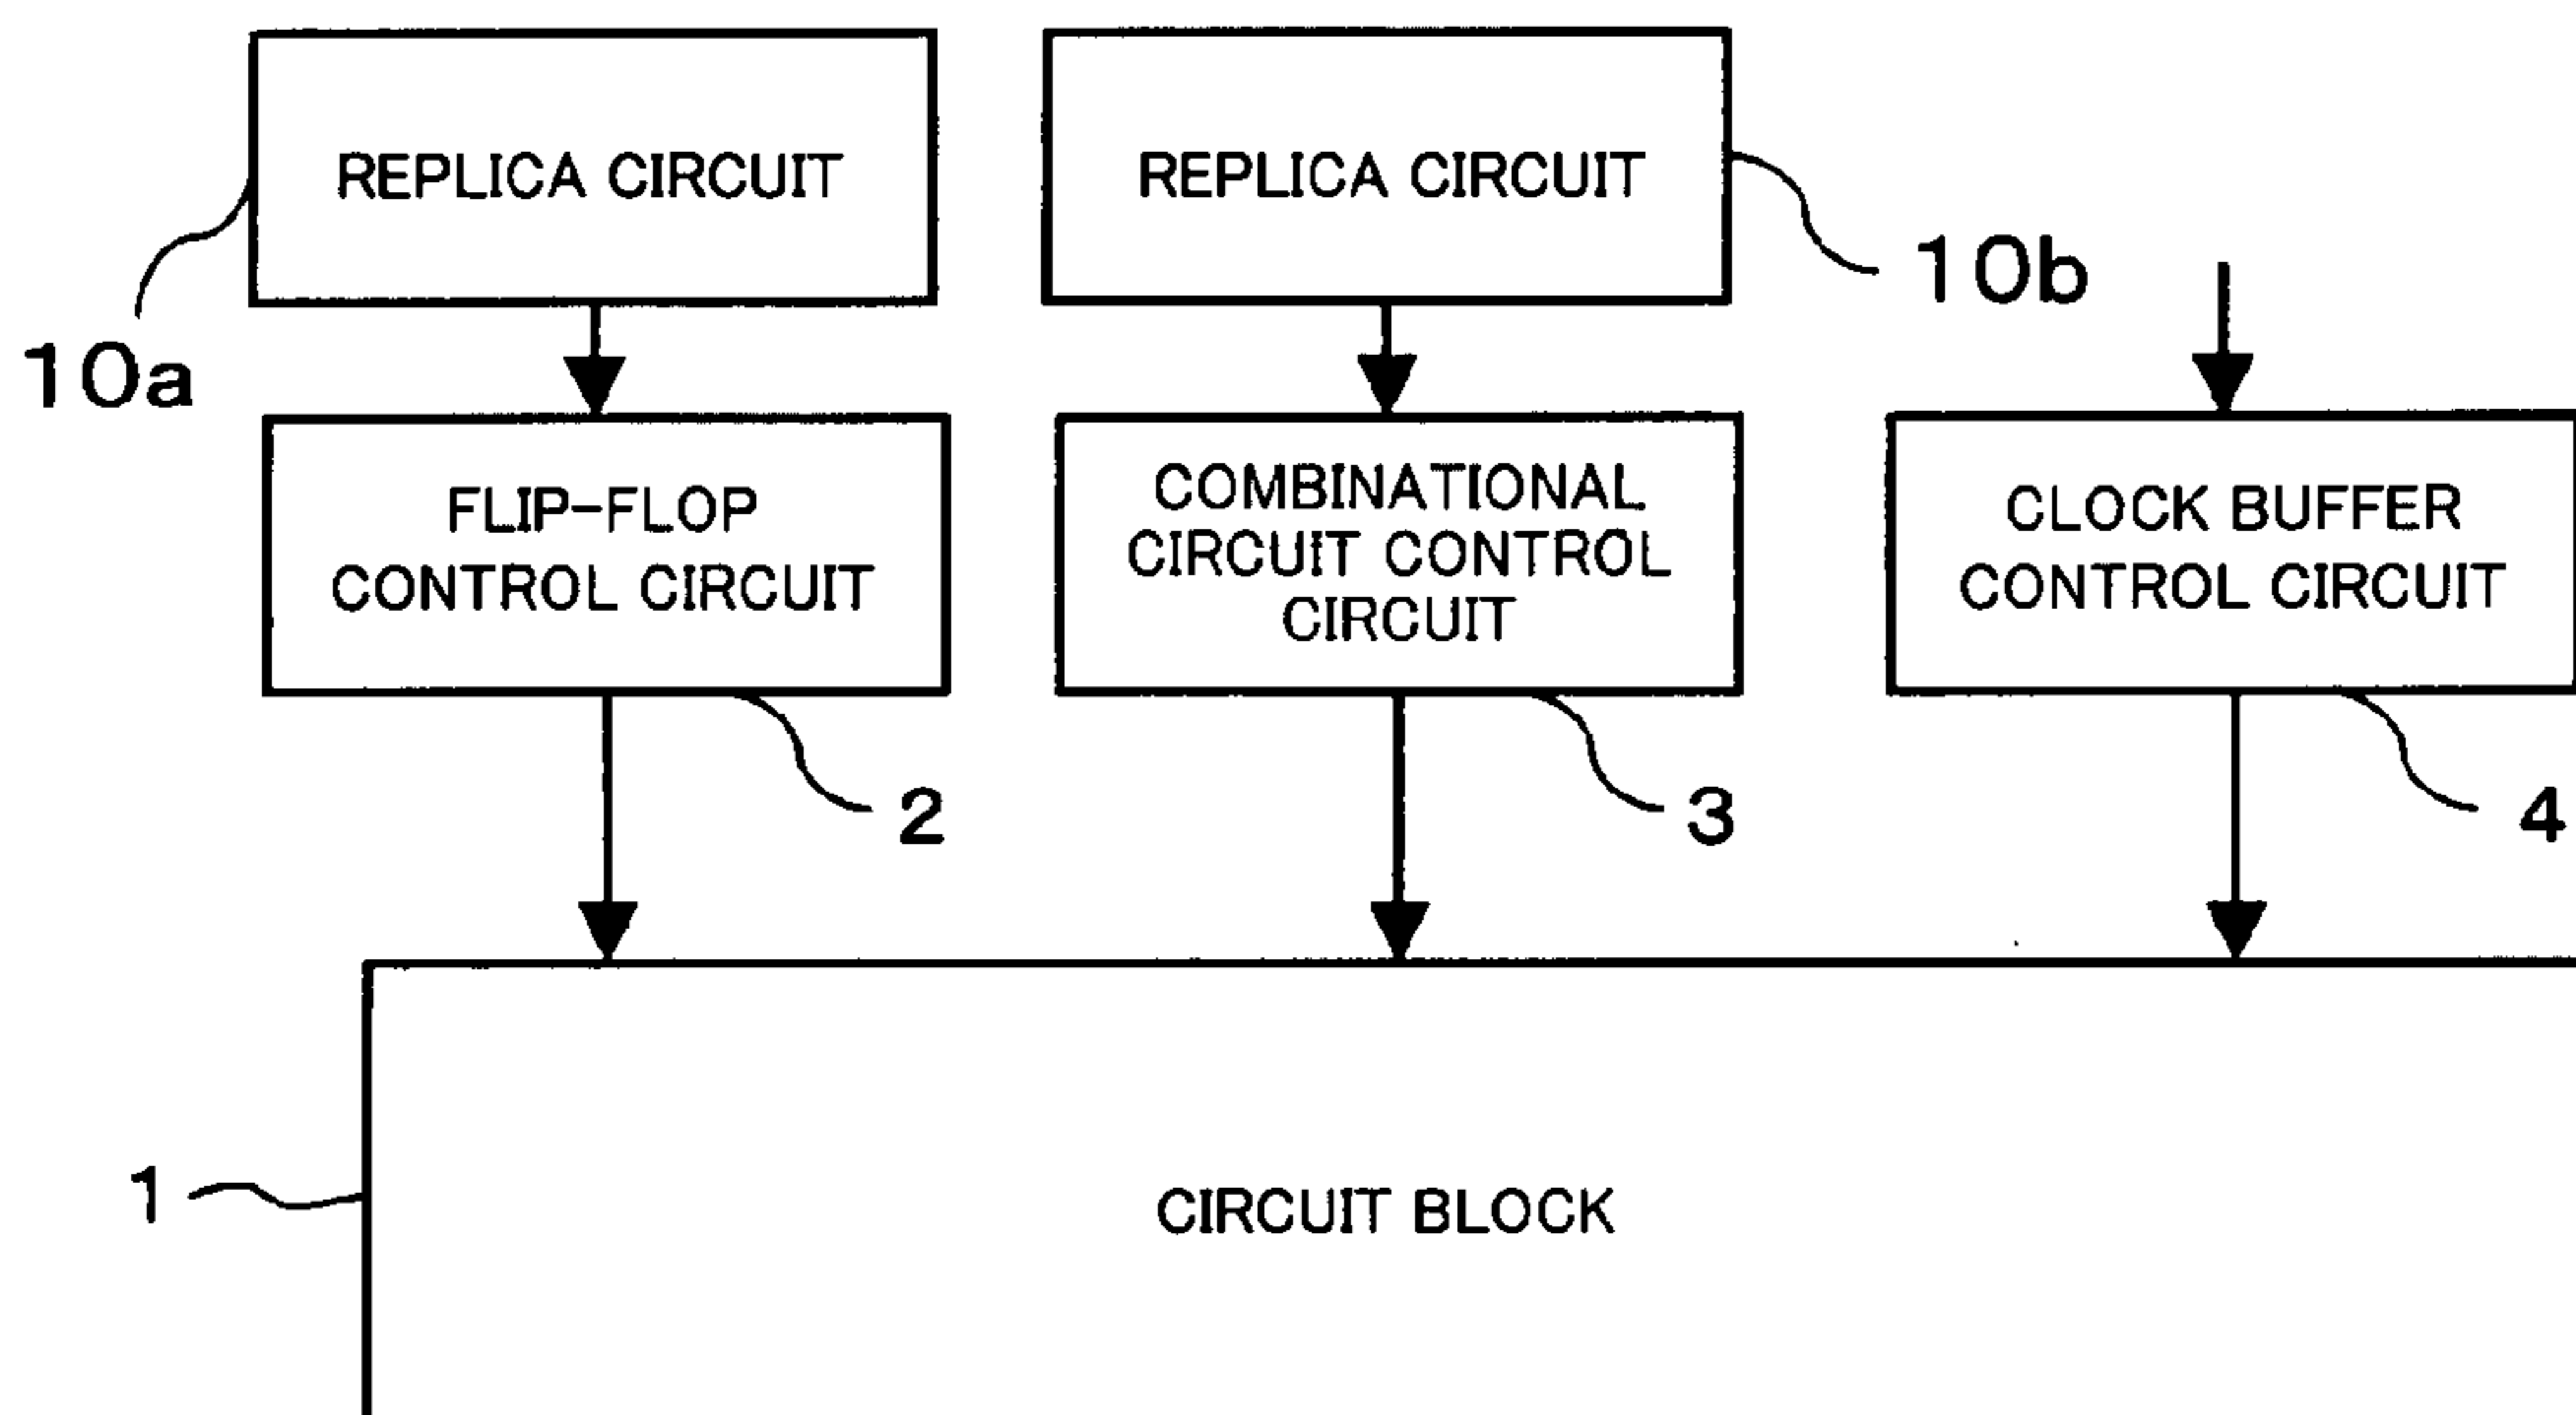 REPLICA CIRCUIT
REPLICA CIRCUIT
10b
10a
FLIP-FLOP
CONTROL CIRCUIT
COMBINATIONAL
CIRCUIT CONTROL
CIRCUIT
CLOCK BUFFER
CONTROL CIRCUIT
2
3
4
1
CIRCUIT BLOCK